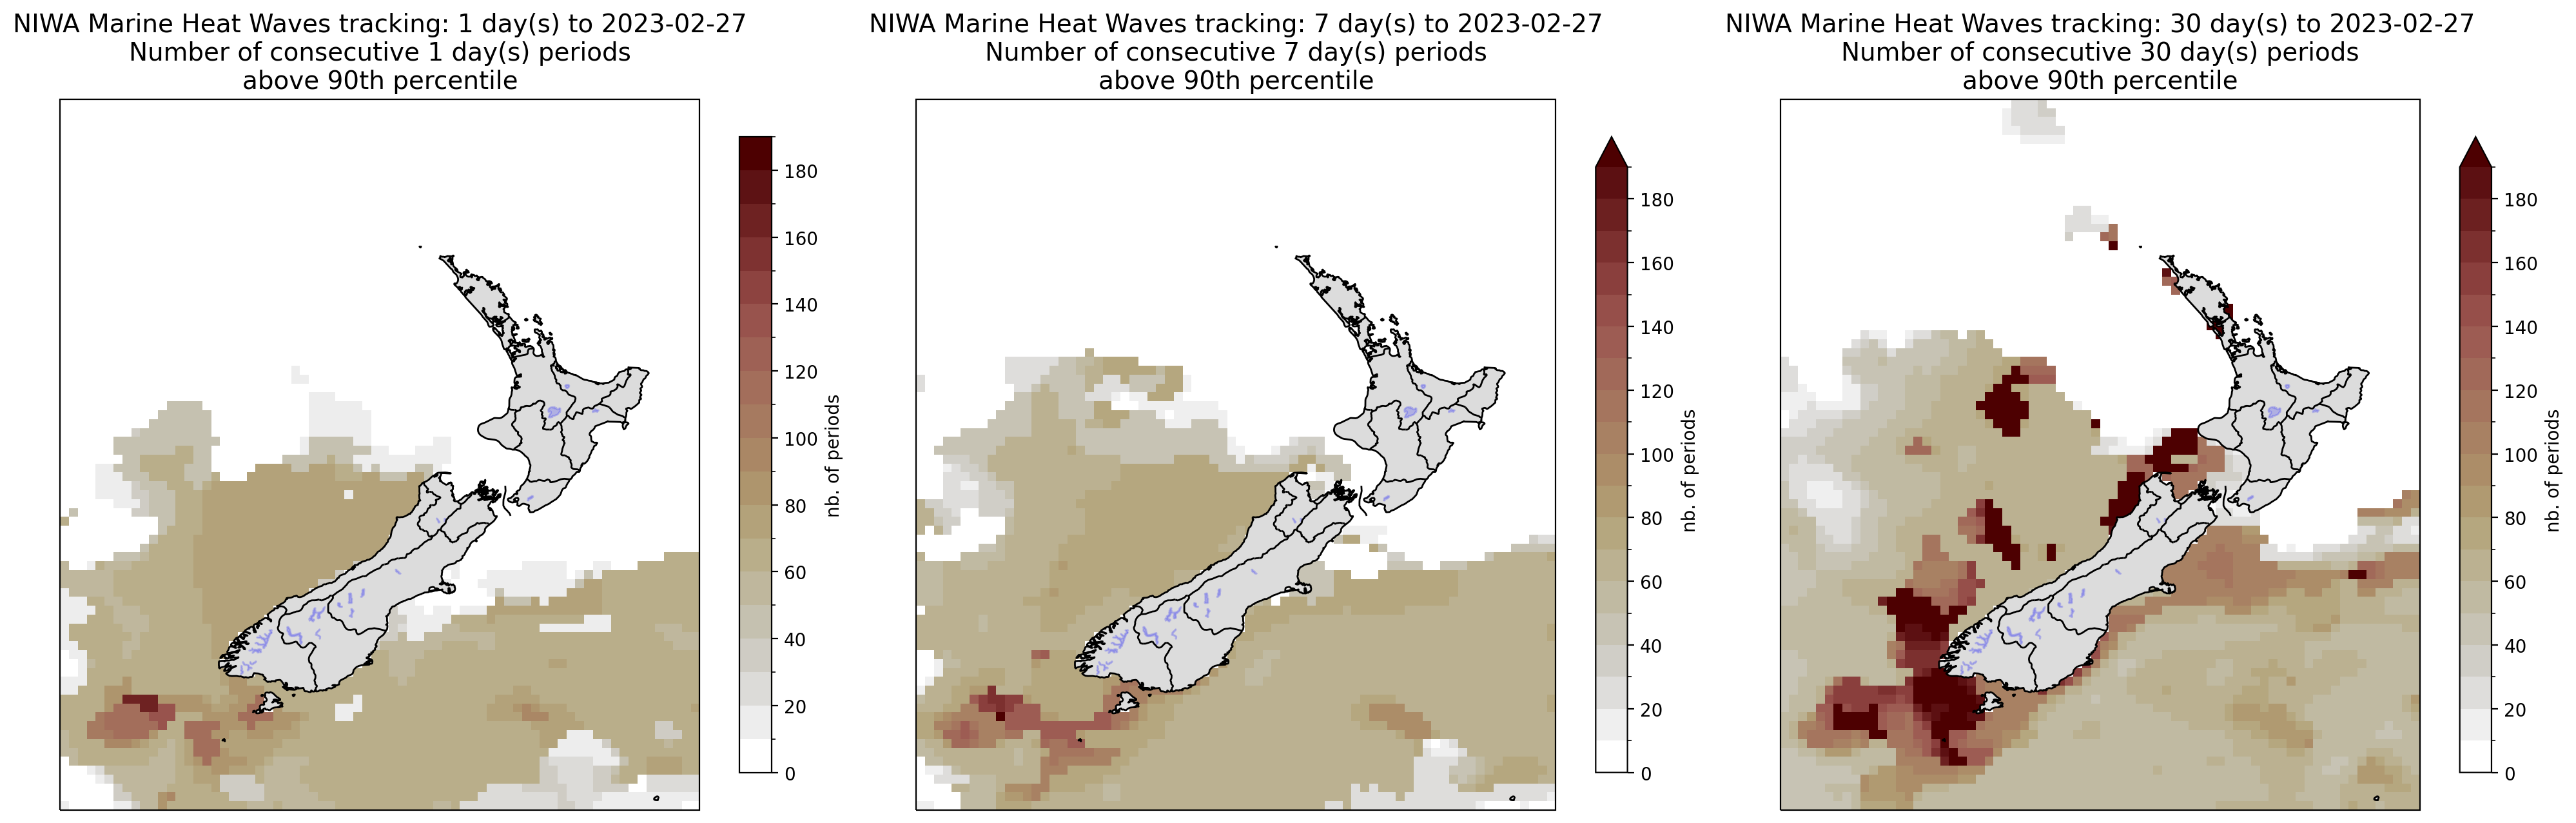 NIWA Marine Heat Waves tracking: 1 day(s) to 2023-02-27
Number of consecutive 1 day(s) periods
above 90th percentile
180
160
140
120
100
80
60
40
20
0
nb. of periods
NIWA Marine Heat Waves tracking: 7 day(s) to 2023-02-27
Number of consecutive 7 day(s) periods
above 90th percentile
180
160
140
120
100
80
60
40
20
0
nb. of periods
NIWA Marine Heat Waves tracking: 30 day(s) to 2023-02-27
Number of consecutive 30 day(s) periods
above 90th percentile
180
160
140
120
100
80
60
40
20
0
nb. of periods